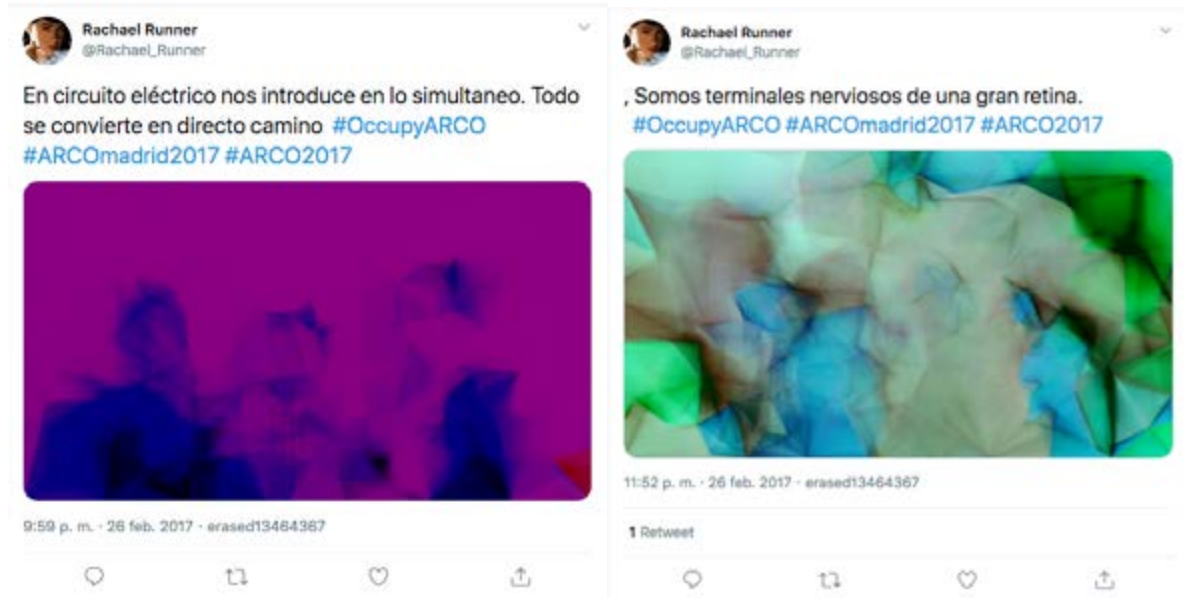 Rachael Runner
@Rachael_Runner
En circuito eléctrico nos introduce en lo simultaneo. Todo
se convierte en directo camino #OccupyARCO
#ARCOmadrid2017 #ARCO2017
9:59 p. m. · 26 feb. 2017 · erased13464367
Rachael Runner
@Rachael_Runner
, Somos terminales nerviosos de una gran retina.
#OccupyARCO #ARCOmadrid2017 #ARCO2017
11:52 p. m. · 26 feb. 2017 · erased13464367
1 Retweet